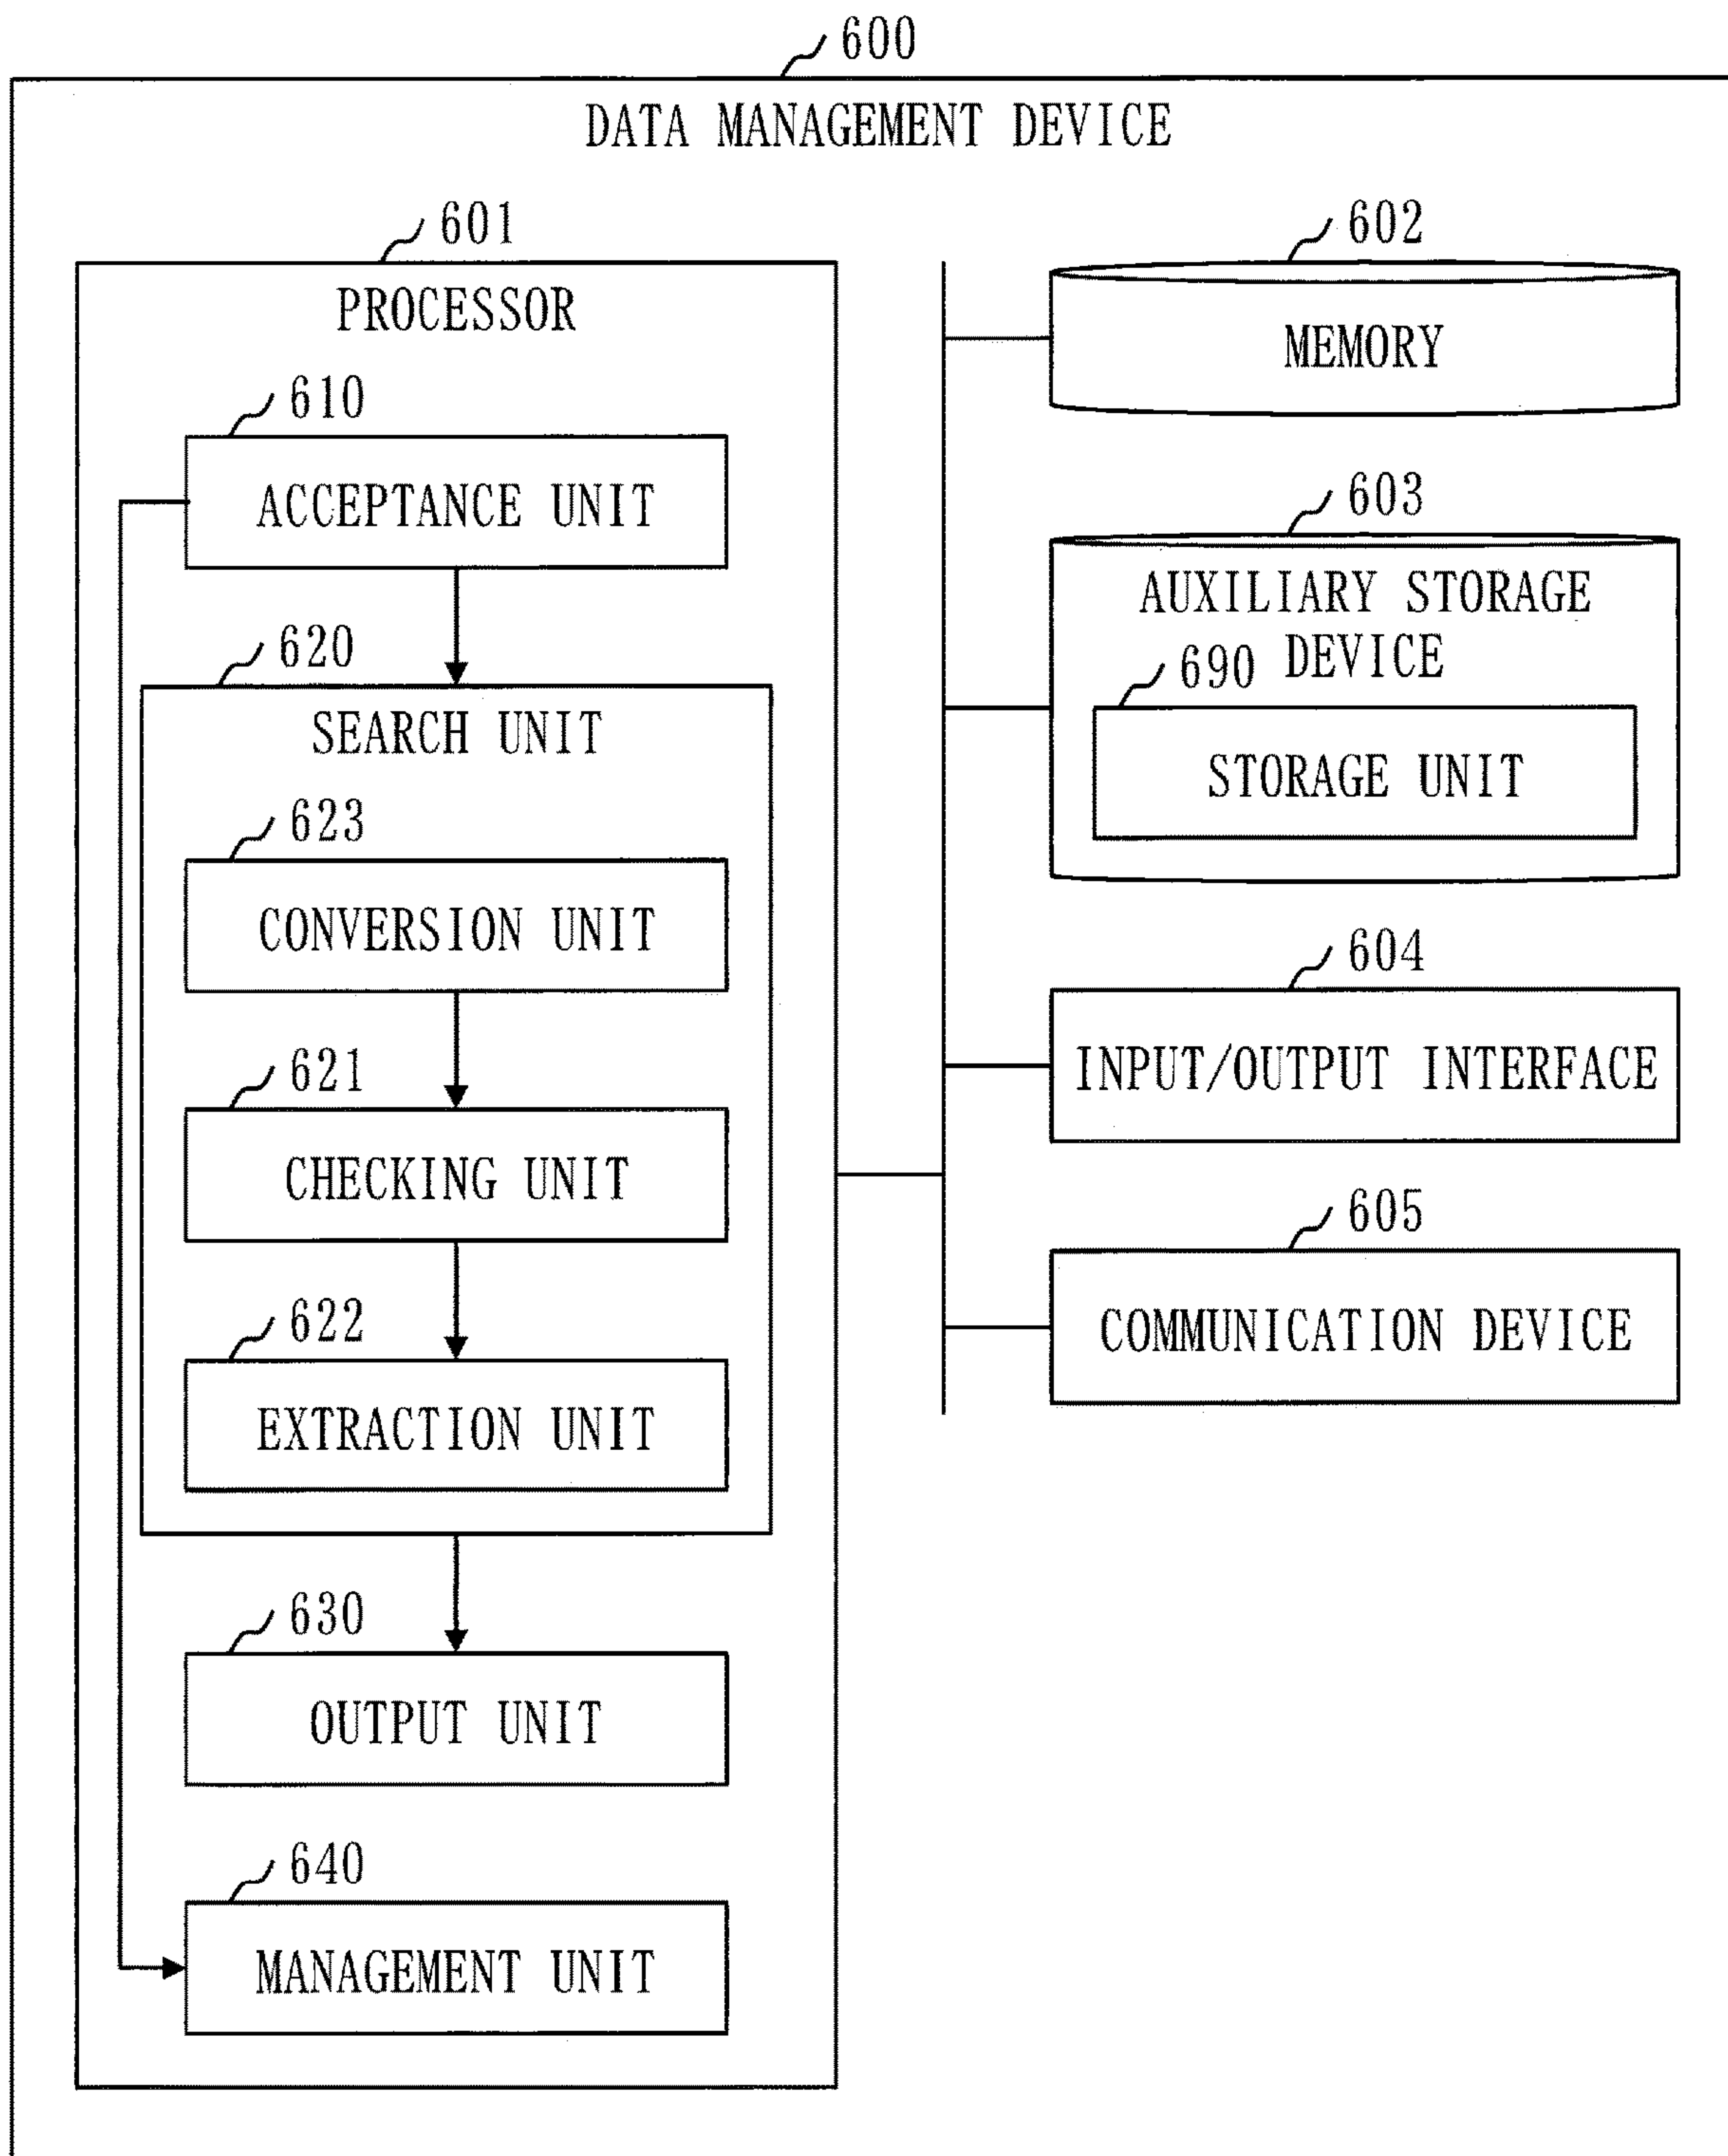 600
DATA MANAGEMENT DEVICE
601
PROCESSOR
610
ACCEPTANCE UNIT
620
SEARCH UNIT
623
CONVERSION UNIT
621
CHECKING UNIT
622
EXTRACTION UNIT
630
OUTPUT UNIT
640
MANAGEMENT UNIT
602
MEMORY
603
AUXILIARY STORAGE
DEVICE
690
STORAGE UNIT
604
INPUT/OUTPUT INTERFACE
605
COMMUNICATION DEVICE